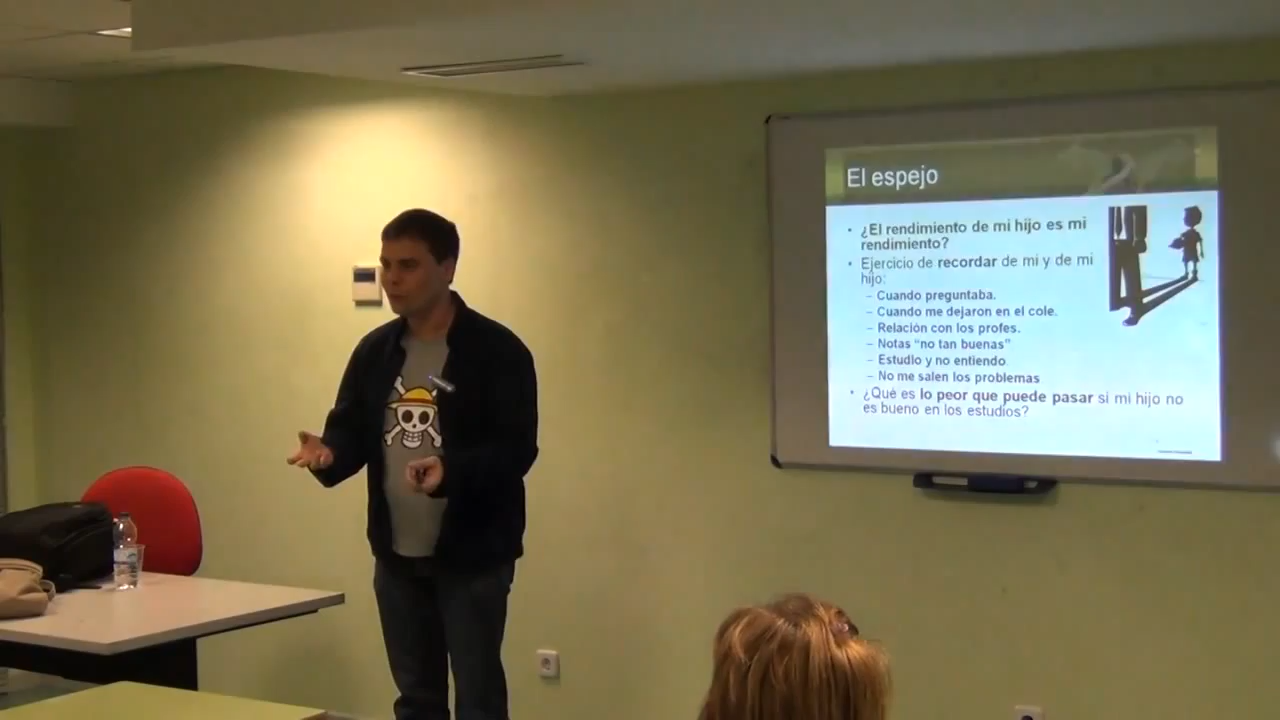 El espejo
• ¿El rendimiento de mi hijo es mi
rendimiento?
• Ejercicio de recordar de mi y de mi
hijo:
– Cuando preguntaba.
– Cuando me dejaron en el cole.
– Relación con los profes.
– Notas “no tan buenas”
– Estudio y no entiendo
– No me salen los problemas
• ¿Qué es lo peor que puede pasar si mi hijo no
es bueno en los estudios?